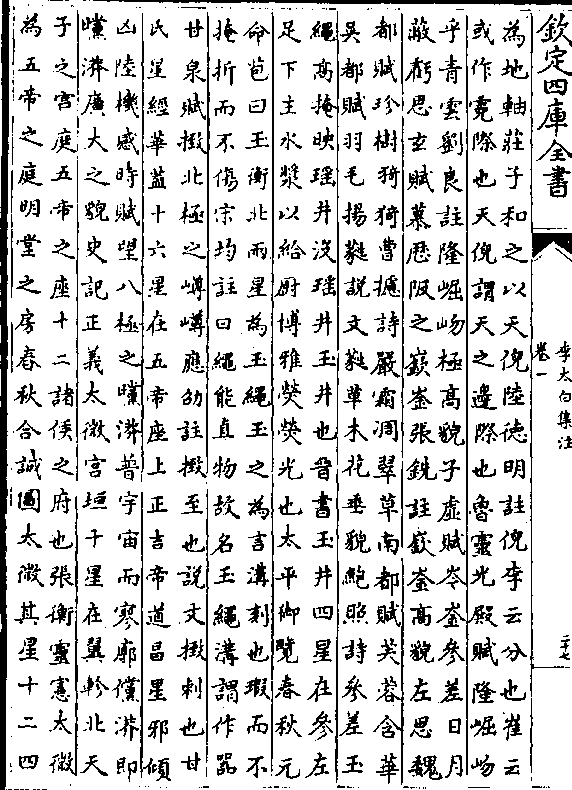 欽定四庫全書
李太白集注
卷一
二十七
為地軸莊子和之以天倪陸德明註倪李云分也崔云
或作霓際也天倪謂天之邊際也魯靈光殿賦隆崛岉
乎青雲劉良註隆崛岉極高貌子虛賦岑崟參差日月
蔽虧思玄賦慕歴阪之嶔崟張銑註嶔崟高貌左思魏
都賦珍樹猗猗曹攄詩嚴霜凋翠草南都賦芙蓉含華
吳都賦羽毛揚蕤說文蕤草木花垂貌鮑照詩參差玉
繩高掩映瑤井沒瑤井玉井也晉書玉井四星在參左
足下主水漿以給厨博雅熒熒光也太平御覽春秋元
命苞曰玉衡北兩星為玉繩玉之為言溝刻也瑕而不
掩折而不傷宗均註曰繩能直物故名玉繩溝謂作器
甘泉賦撠北極之嶟嶟應劭註撠至也說文撠刺也甘
氏星經華蓋十六星在五帝座上正吉帝道昌星邪傾
凶陸機感時賦望八極之曭漭普宇宙而寥廓儻漭即
曭漭廣大之貌史記正義太微宮垣十星在翼軫北天
子之宮庭五帝之座十二諸侯之府也張衡靈憲太微
為五帝之庭明堂之房春秋合誠圖太微其星十二四